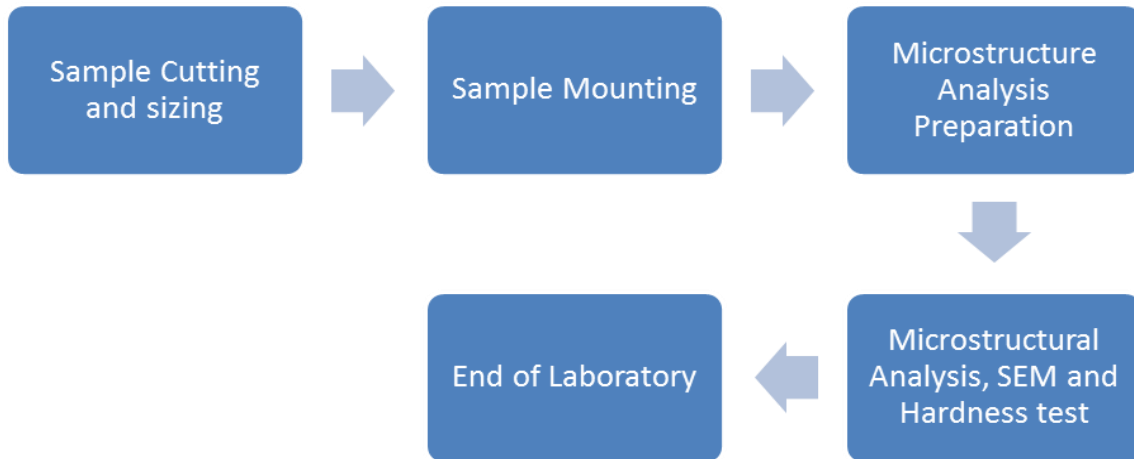 Sample Cutting
and sizing
Sample Mounting
Microstructure
Analysis
Preparation
Microstructural
Analysis, SEM and
Hardness test
End of Laboratory